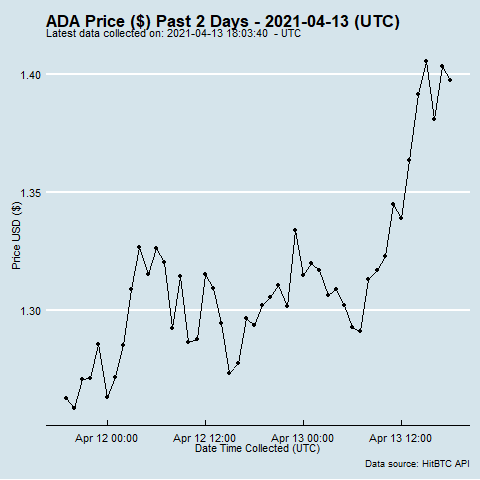 ADA Price ($) Past 2 Days - 2021-04-13 (UTC)
Latest data collected on: 2021-04-13 18:03:40  - UTC
1.40
1.35
1.30
Price USD ($)
Apr 12 00:00
Apr 12 12:00
Apr 13 00:00
Apr 13 12:00
Date Time Collected (UTC)
Data source: HitBTC API